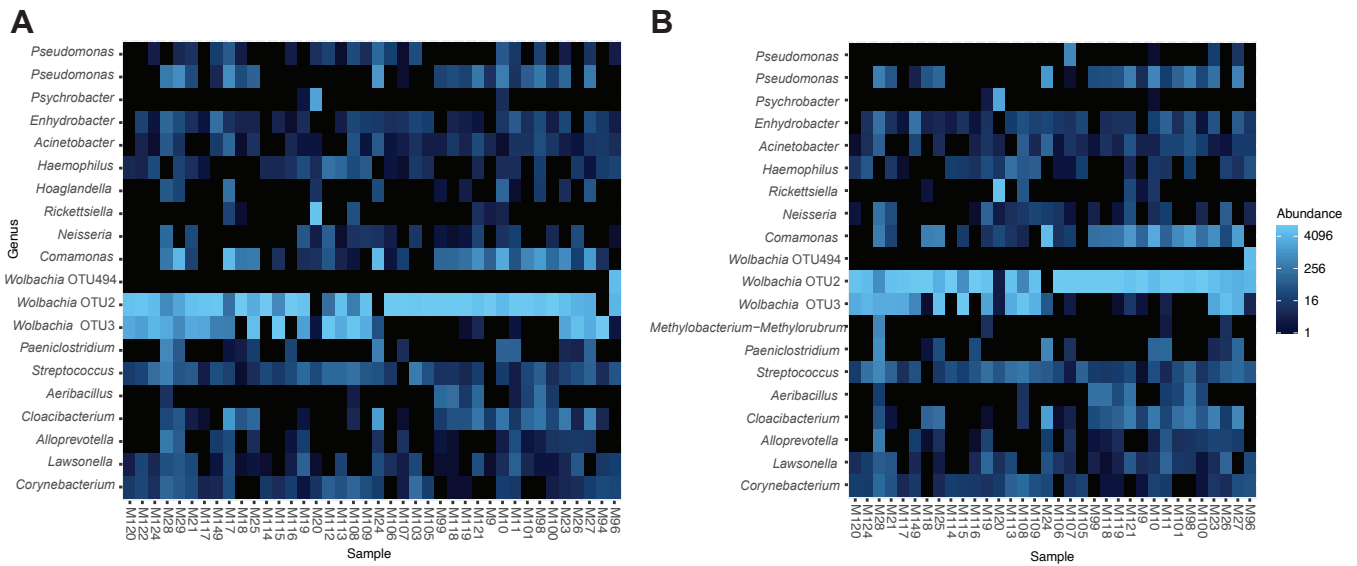 A
Pseudomonas
Pseudomonas
Psychrobacter
Enhydrobacter
Acinetobacter
Haemophilus
Hoaglandella
Rickettsiella
Neisseria
Comamonas
Wolbachia OTU494
Wolbachia OTU2
Wolbachia OTU3
Paeniclostridium
Streptococcus
Aeribacillus
Cloacibacterium
Alloprevotella
Lawsonella
Corynebacterium
Genus
M120
M122
M124
M28
M29
M21
M117
M149
M17
M18
M25
M114
M115
M116
M19
M20
M112
M113
M108
M109
M24
M106
M107
M103
M105
M99
M118
M119
M121
M9
M10
M11
M101
M98
M100
M23
M26
M27
M94
M96
Sample
B
Pseudomonas
Pseudomonas
Psychrobacter
Enhydrobacter
Acinetobacter
Haemophilus
Rickettsiella
Neisseria
Comamonas
Wolbachia OTU494
Wolbachia OTU2
Wolbachia OTU3
Methylobacterium−Methylorubrum
Paeniclostridium
Streptococcus
Aeribacillus
Cloacibacterium
Alloprevotella
Lawsonella
Corynebacterium
M120
M124
M28
M21
M117
M149
M18
M25
M114
M115
M116
M19
M20
M113
M108
M109
M24
M106
M107
M105
M99
M118
M119
M121
M9
M10
M11
M101
M98
M100
M23
M26
M27
M96
Sample
Abundance
4096
256
16
1